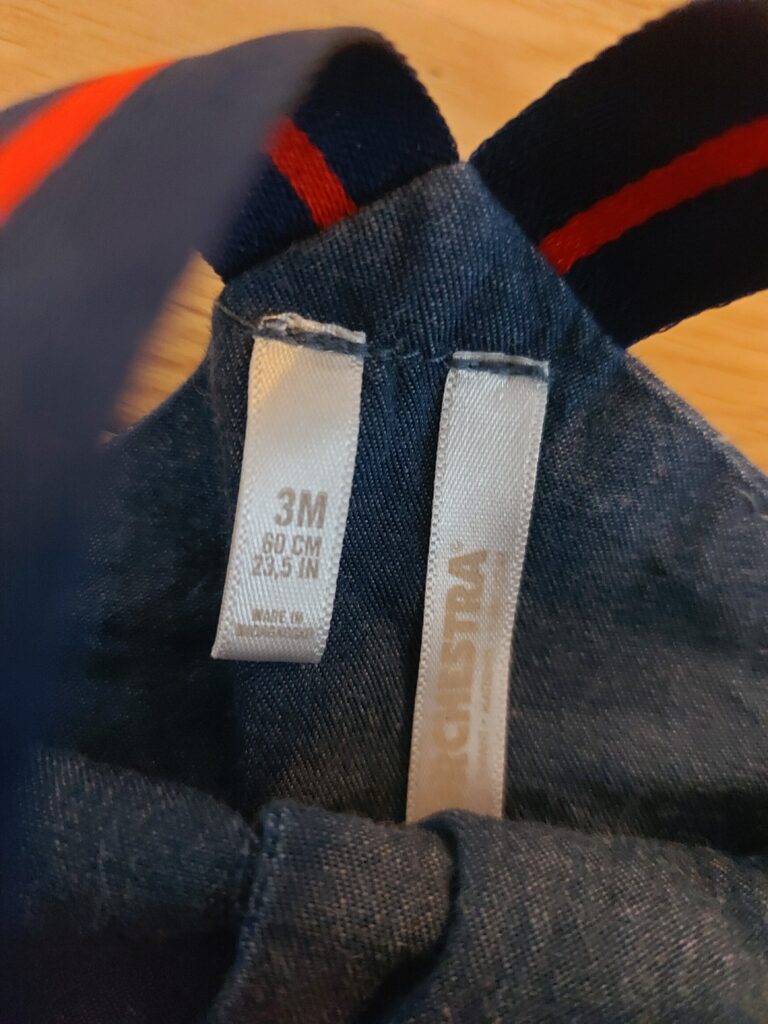 3M
60 CM
23,5 IN
MADE IN
RCHESTRA